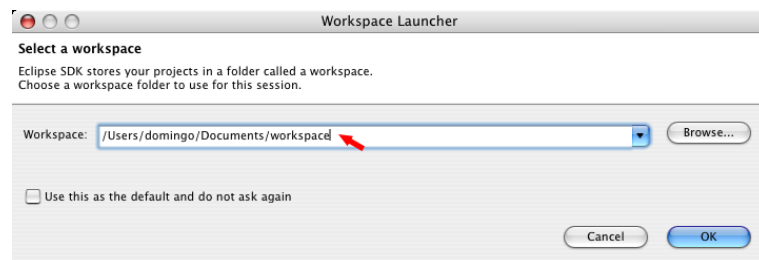 Workspace Launcher
Select a workspace
Eclipse SDK stores your projects in a folder called a workspace.
Choose a workspace folder to use for this session.
Workspace: /Users/domingo/Documents/workspace Browse...
Use this as the default and do not ask again
Cancel OK